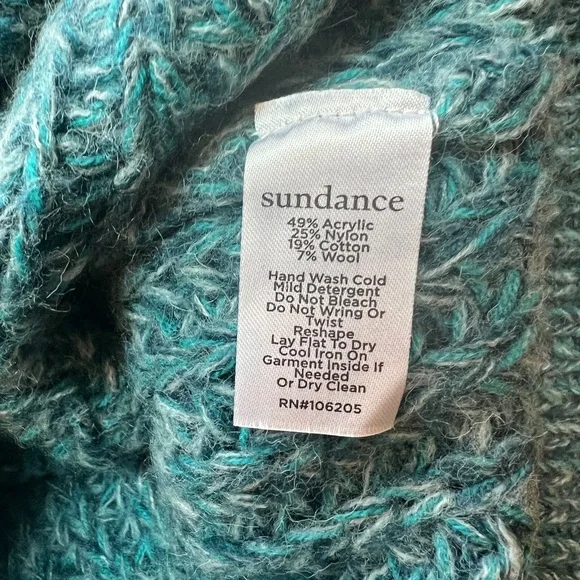 sundance
49% Acrylic
25% Nylon
19% Cotton
7% Wool
Hand Wash Cold
Mild Detergent
Do Not Bleach
Do Not Wring Or
Twist
Reshape
Lay Flat To Dry
Cool Iron On
Garment Inside If
Needed
Or Dry Clean
RN#106205